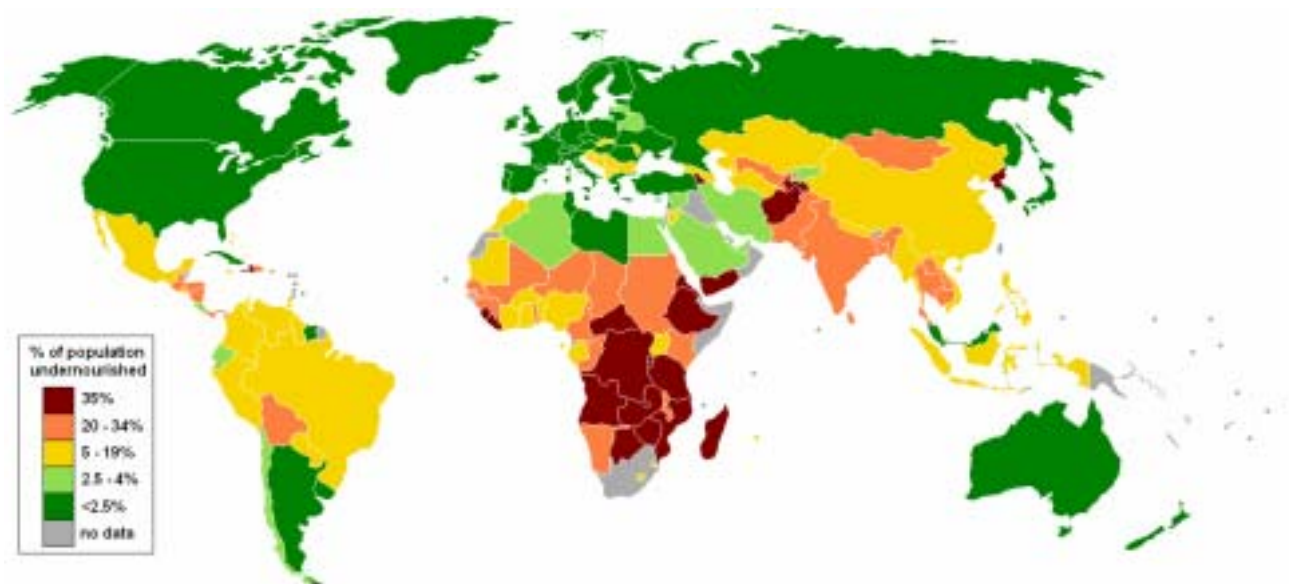 % of population
undernourished
35%
20 - 34%
5 - 19%
2.5 - 4%
<2.5%
no data